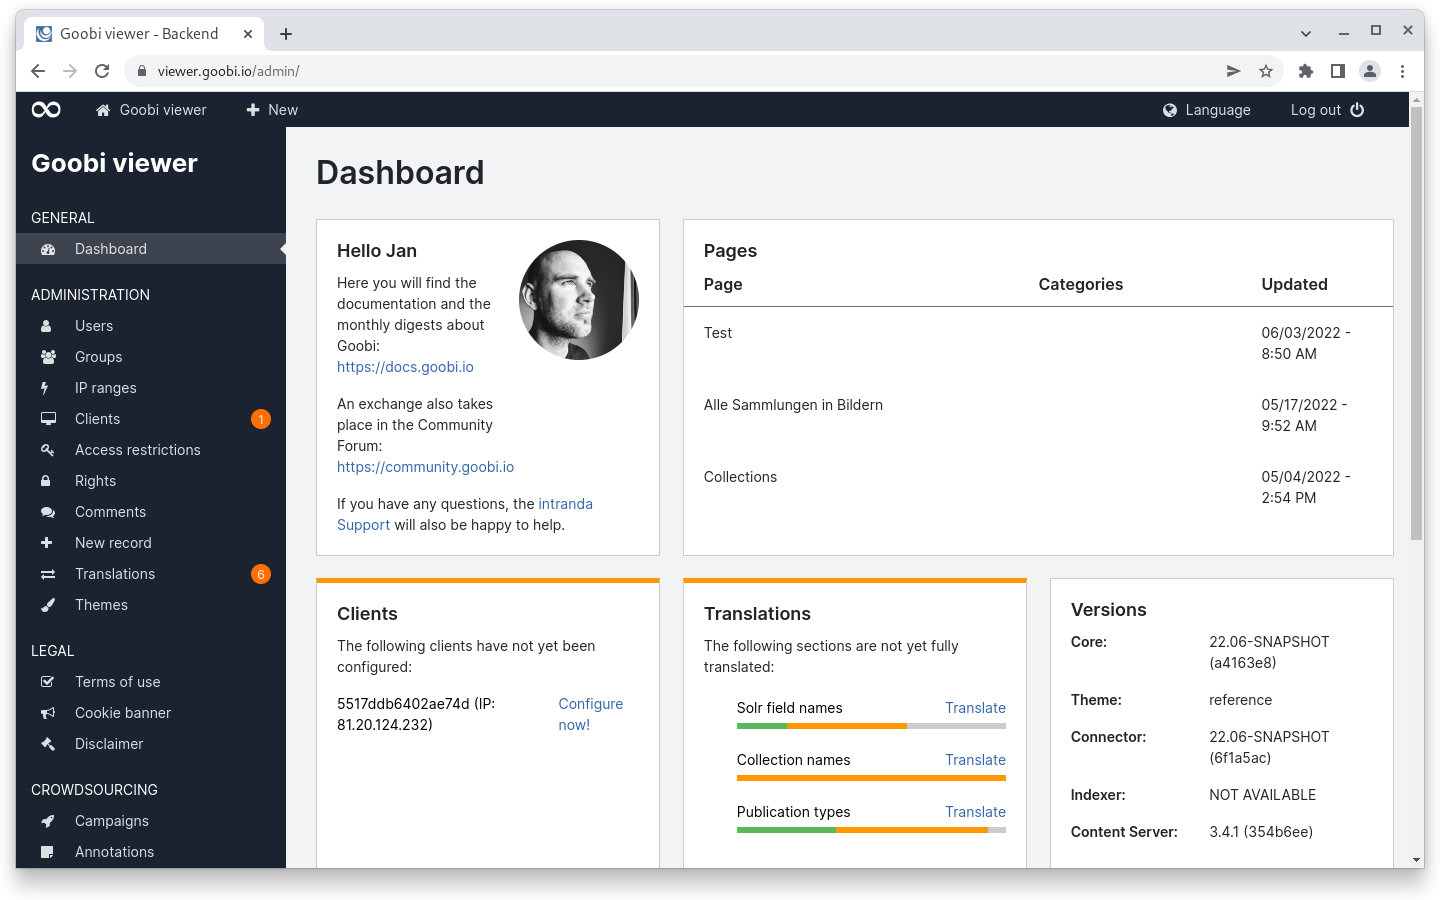 Goobi viewer - Backend
viewer.goobi.io/admin/
Goobi viewer
New
Language
Log out
Goobi viewer
GENERAL
Dashboard
ADMINISTRATION
Users
Groups
IP ranges
Clients 1
Access restrictions
Rights
Comments
New record
Translations 6
Themes
LEGAL
Terms of use
Cookie banner
Disclaimer
CROWDSOURCING
Campaigns
Annotations
Dashboard
Hello Jan
Here you will find the
documentation and the
monthly digests about
Goobi:
https://docs.goobi.io
An exchange also takes
place in the Community
Forum:
https://community.goobi.io
If you have any questions, the intranda
Support will also be happy to help.
Pages
Page Categories Updated
Test 06/03/2022 -
8:50 AM
Alle Sammlungen in Bildern 05/17/2022 -
9:52 AM
Collections 05/04/2022 -
2:54 PM
Clients
The following clients have not yet been
configured:
5517ddb6402ae74d (IP: Configure
81.20.124.232) now!
Translations
The following sections are not yet fully
translated:
Solr field names Translate
Collection names Translate
Publication types Translate
Versions
Core: 22.06-SNAPSHOT
(a4163e8)
Theme: reference
Connector: 22.06-SNAPSHOT
(6f1a5ac)
Indexer: NOT AVAILABLE
Content Server: 3.4.1 (354b6ee)